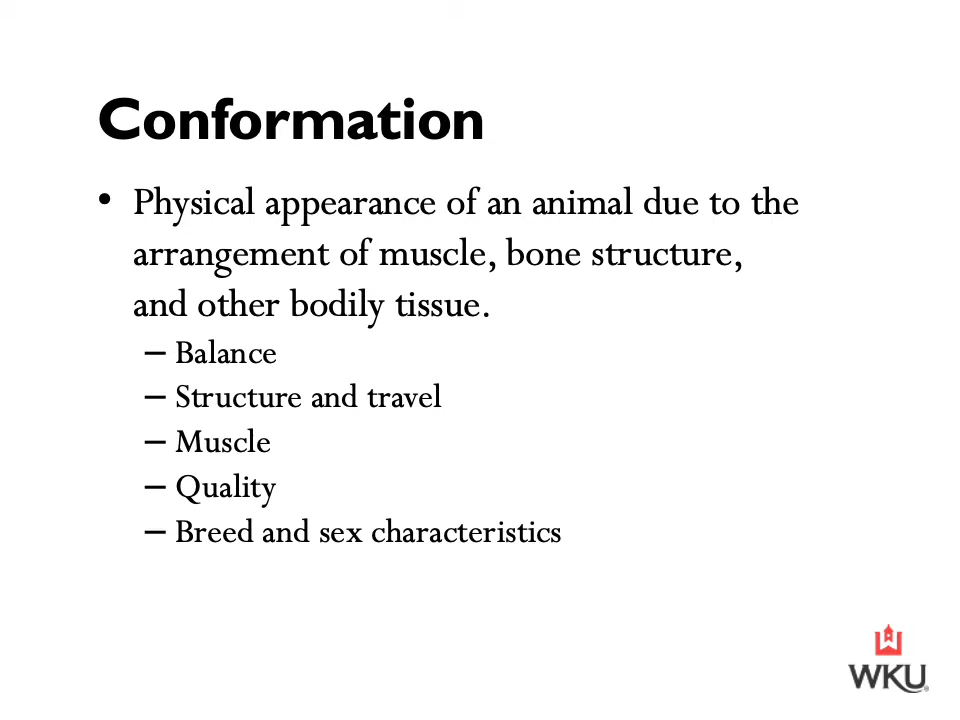 Conformation
• Physical appearance of an animal due to the
arrangement of muscle, bone structure,
and other bodily tissue.
– Balance
– Structure and travel
– Muscle
– Quality
– Breed and sex characteristics
WKU®